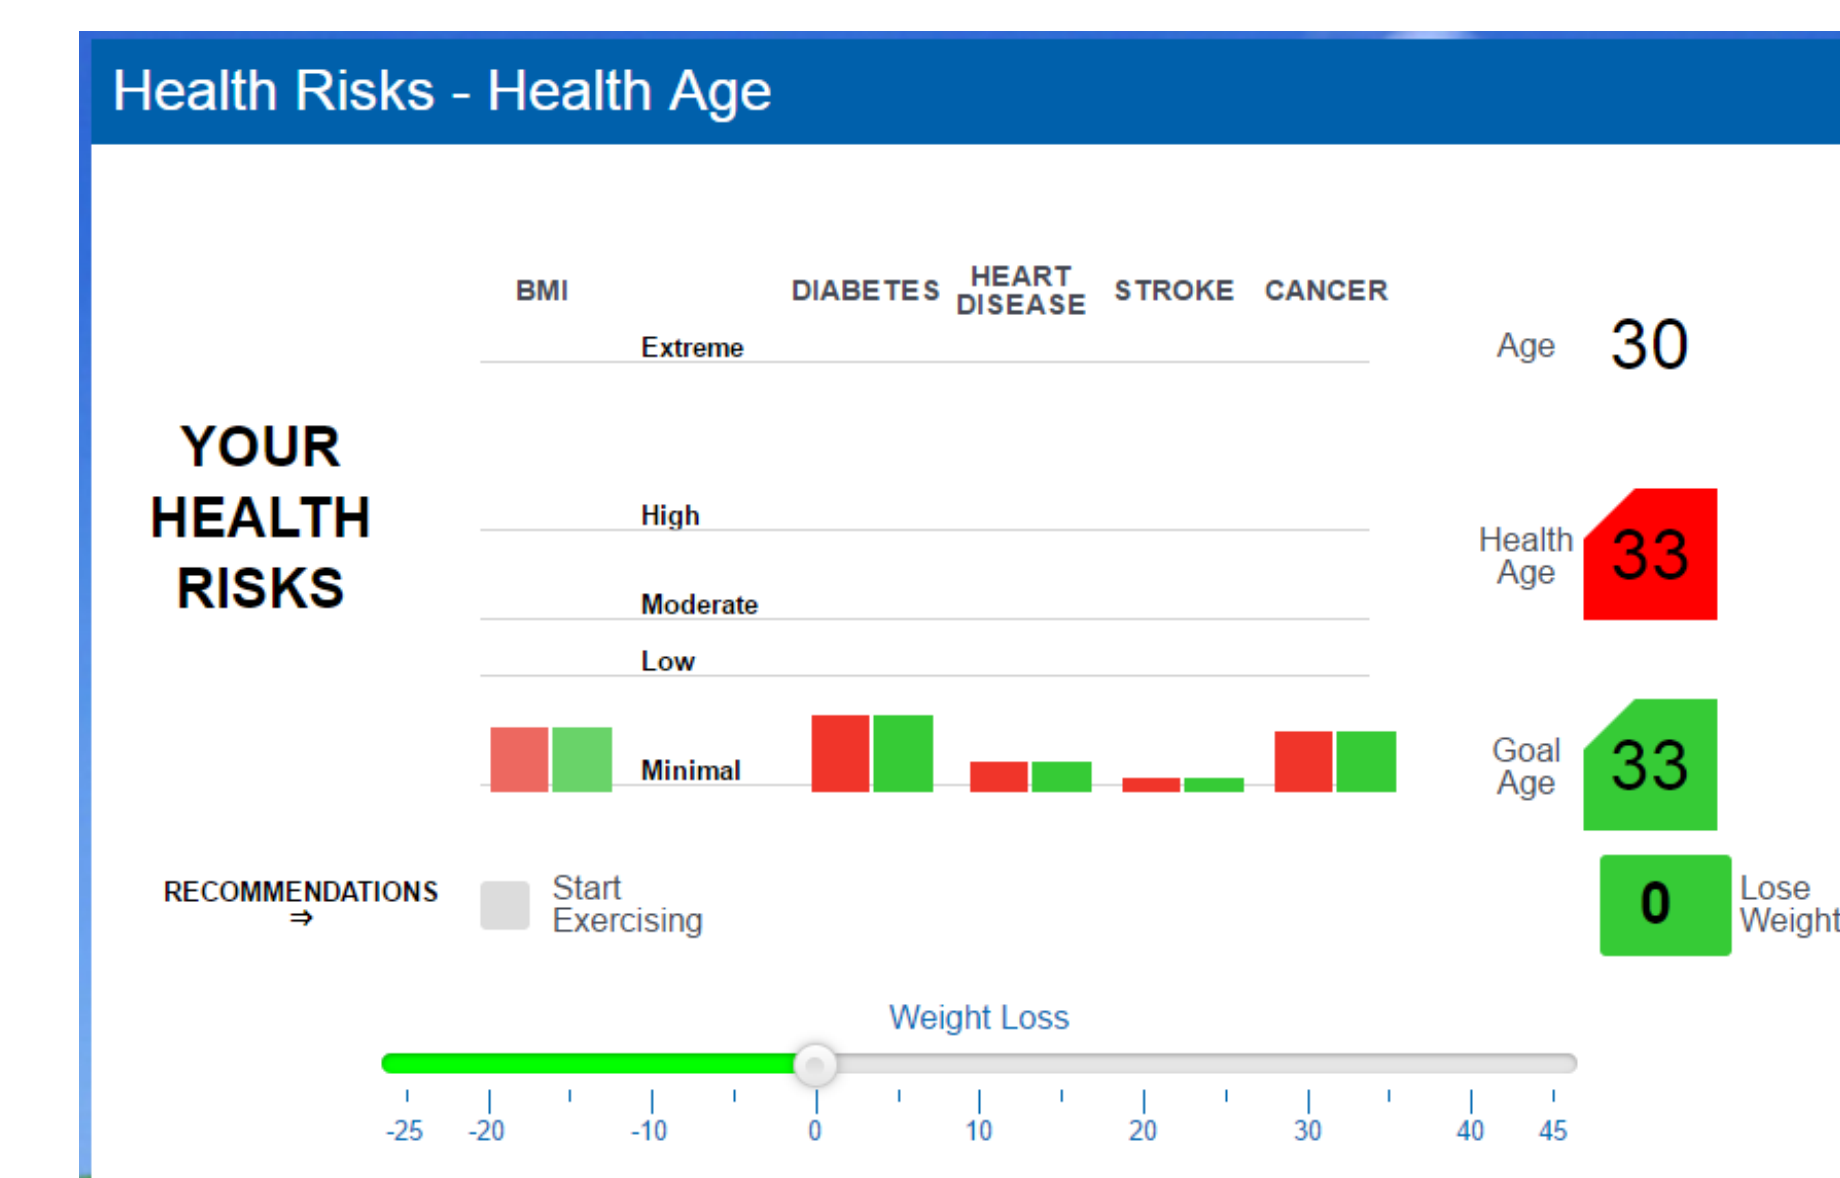 Health Risks - Health Age
BMI
DIABETES
HEART
DISEASE
STROKE
CANCER
Extreme
Age
30
YOUR
HEALTH
RISKS
High
Health
Age
33
Moderate
Low
Minimal
Goal
Age
33
RECOMMENDATIONS
⇒
Start
Exercising
0
Lose
Weight
Weight Loss
-25 -20 -10 0 10 20 30 40 45